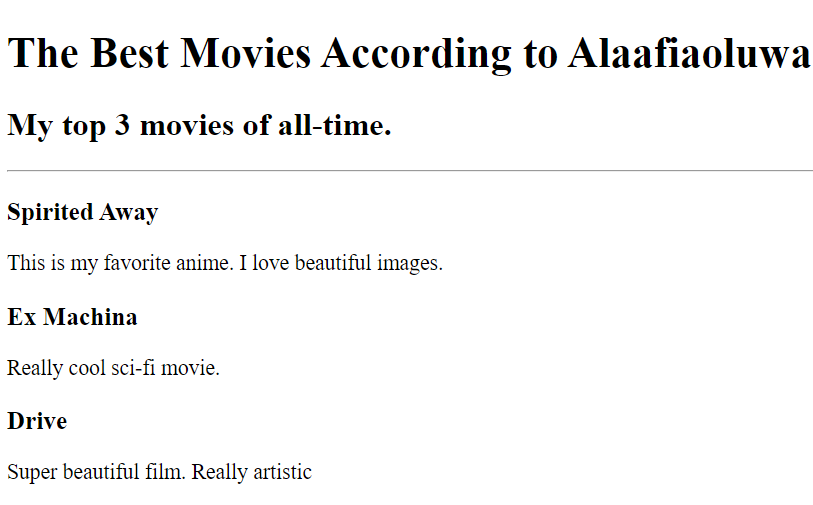 The Best Movies According to Alaafiaoluwa
My top 3 movies of all-time.
Spirited Away
This is my favorite anime. I love beautiful images.
Ex Machina
Really cool sci-fi movie.
Drive
Super beautiful film. Really artistic